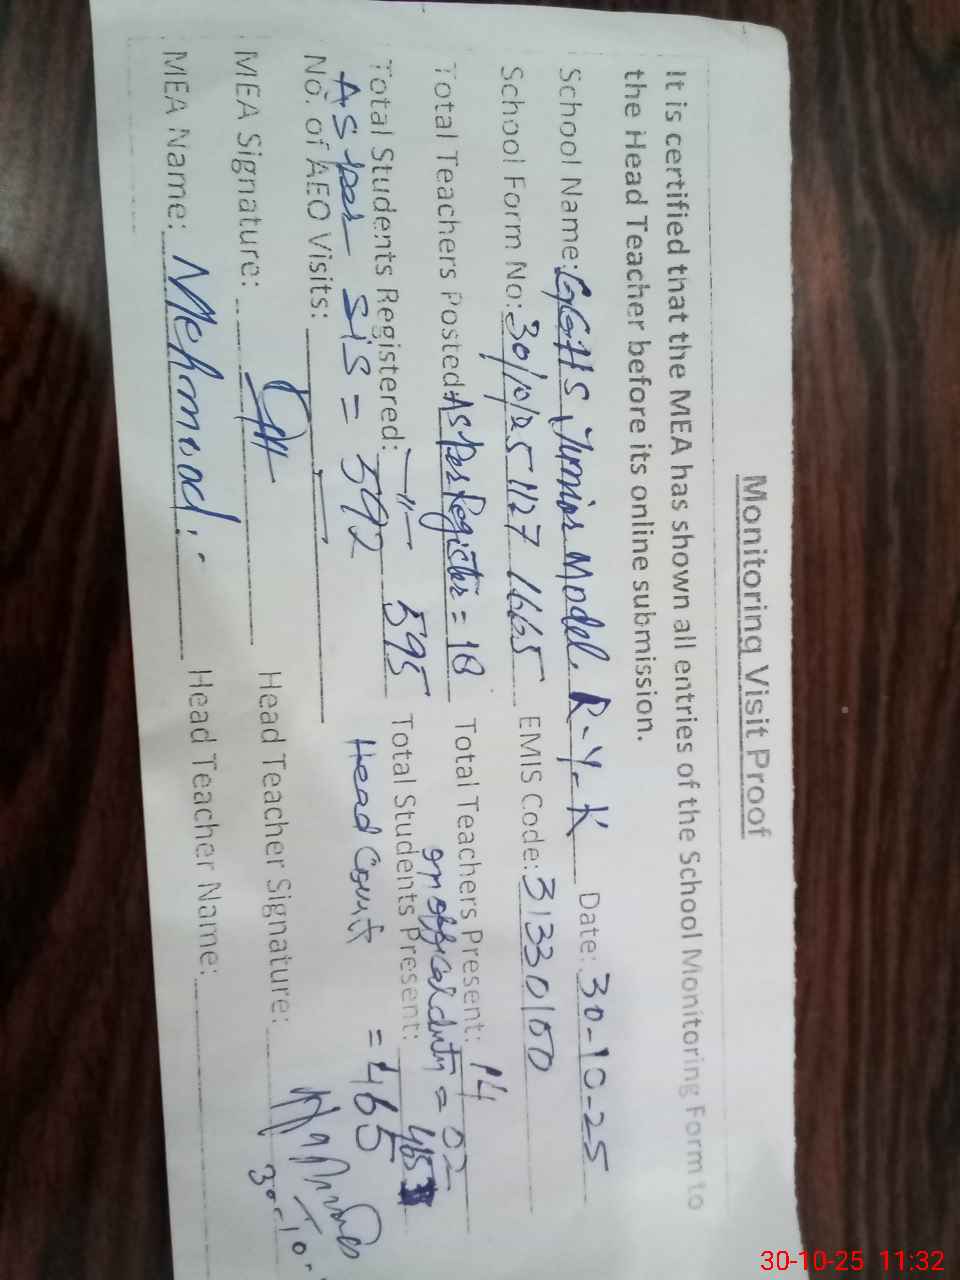 Monitoring Visit Proof
It is certified that the MEA has shown all entries of the School Monitoring Form to
the Head Teacher before its online submission.
School Name: GGHS Junior Model R-Y-K Date: 30-10-25
School Form No: 30/10/25 1127 1665 EMIS Code: 31330100
Total Teachers Posted: As Per Register = 18 Total Teachers Present: 14
on official duty = 02
Total Students Registered: —11— 595 Total Students Present: 465
As per SIS = 592 Head Count = 465
No. of AEO Visits:
MEA Signature: Head Teacher Signature:
30-10-
MEA Name: Mehmood Head Teacher Name:
30-10-25 11:32